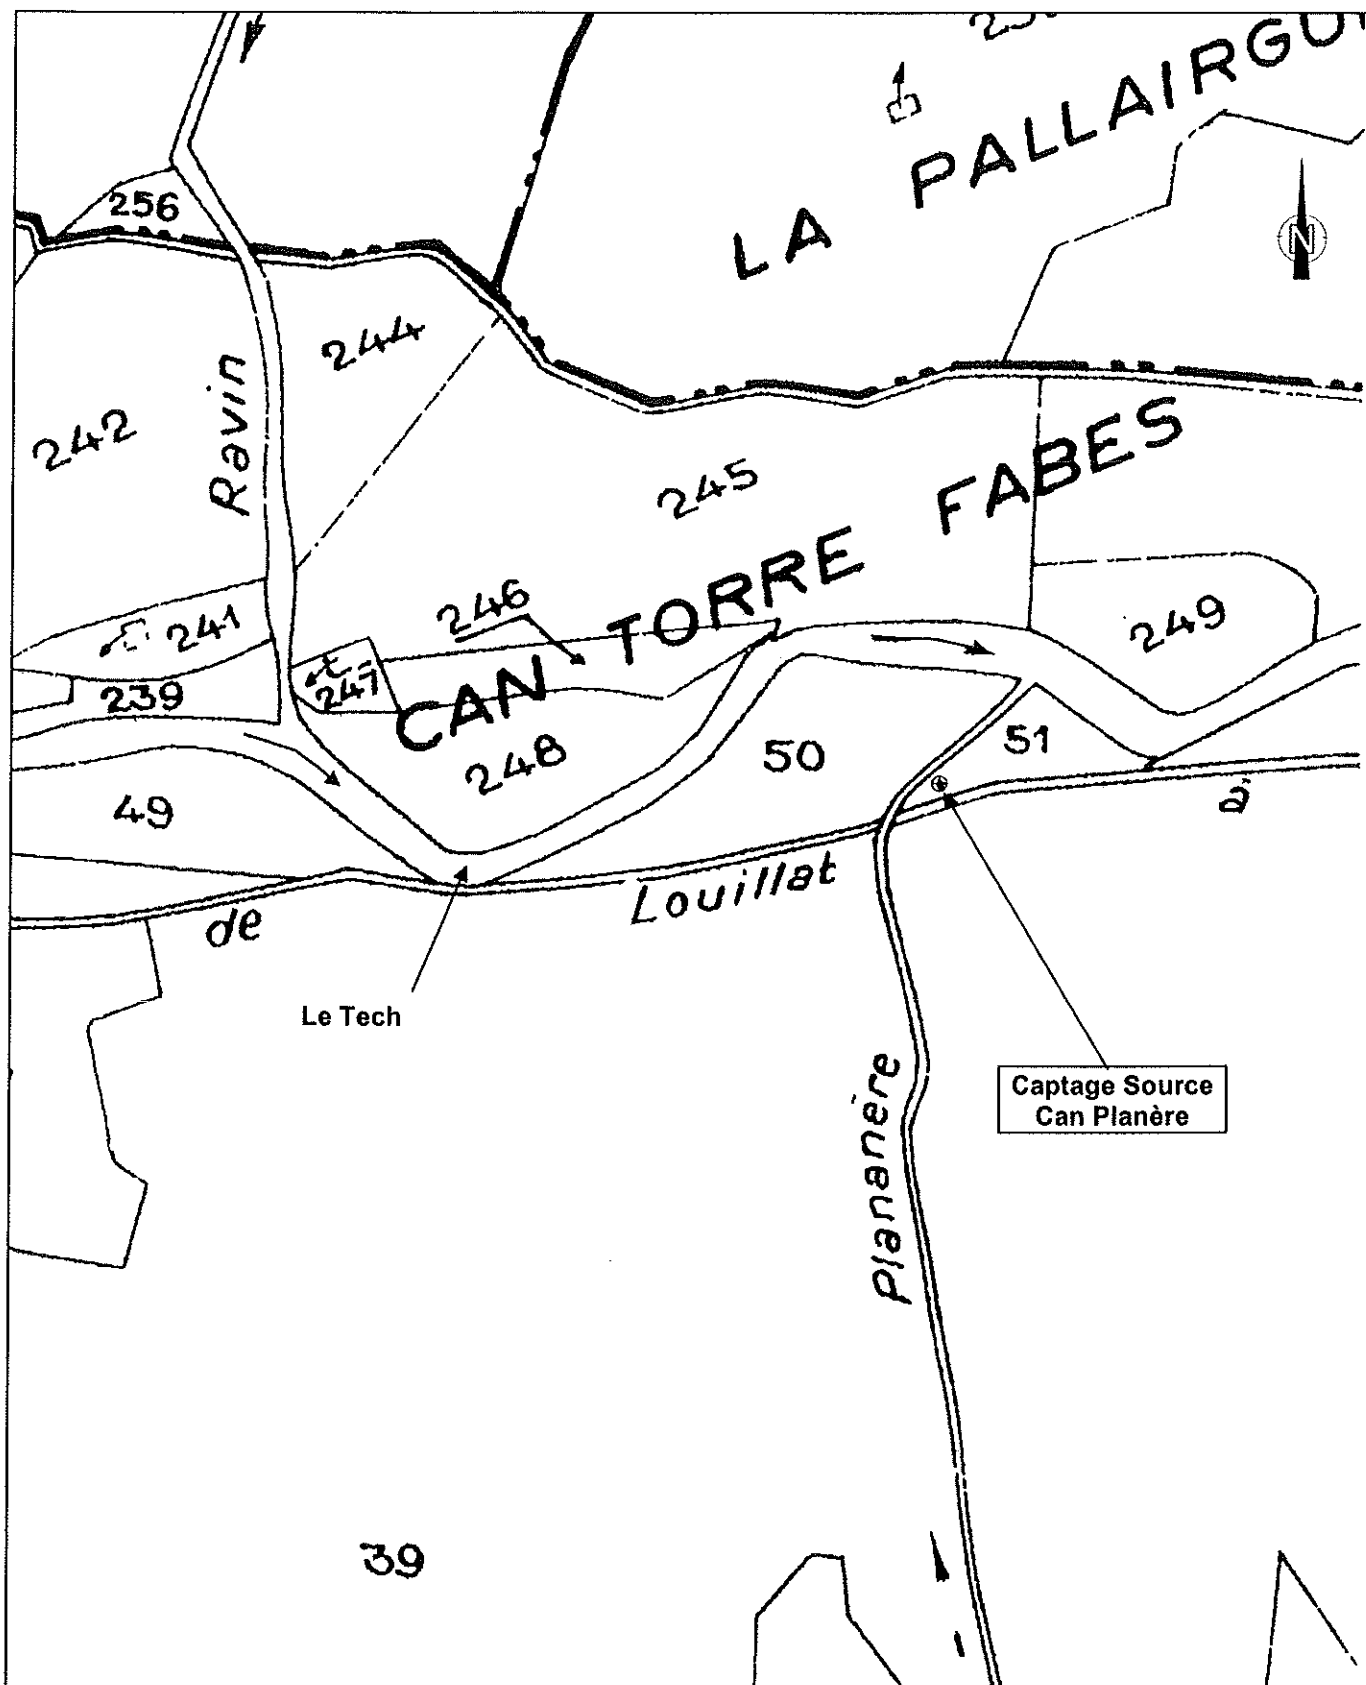 LA PALLAIRGU
N
256
244
Ravin
242
245
CAN TORRE FABES
246
241
247
239
249
248
50
51
49
à
de
Louillat
Le Tech
Captage Source
Can Planère
Plananère
39